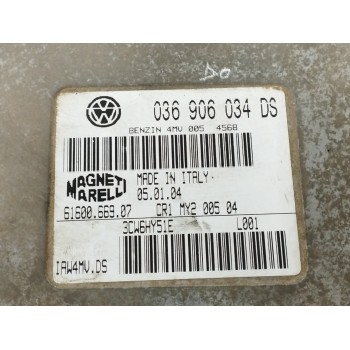 DO
036 906 034 DS
BENZIN 4MV 005 4568
MAGNETI MARELLI
MADE IN ITALY
05.01.04
61600.669.07 CR1 MY2 005 04
3CW6HY51E L001
IAW4MV.DS